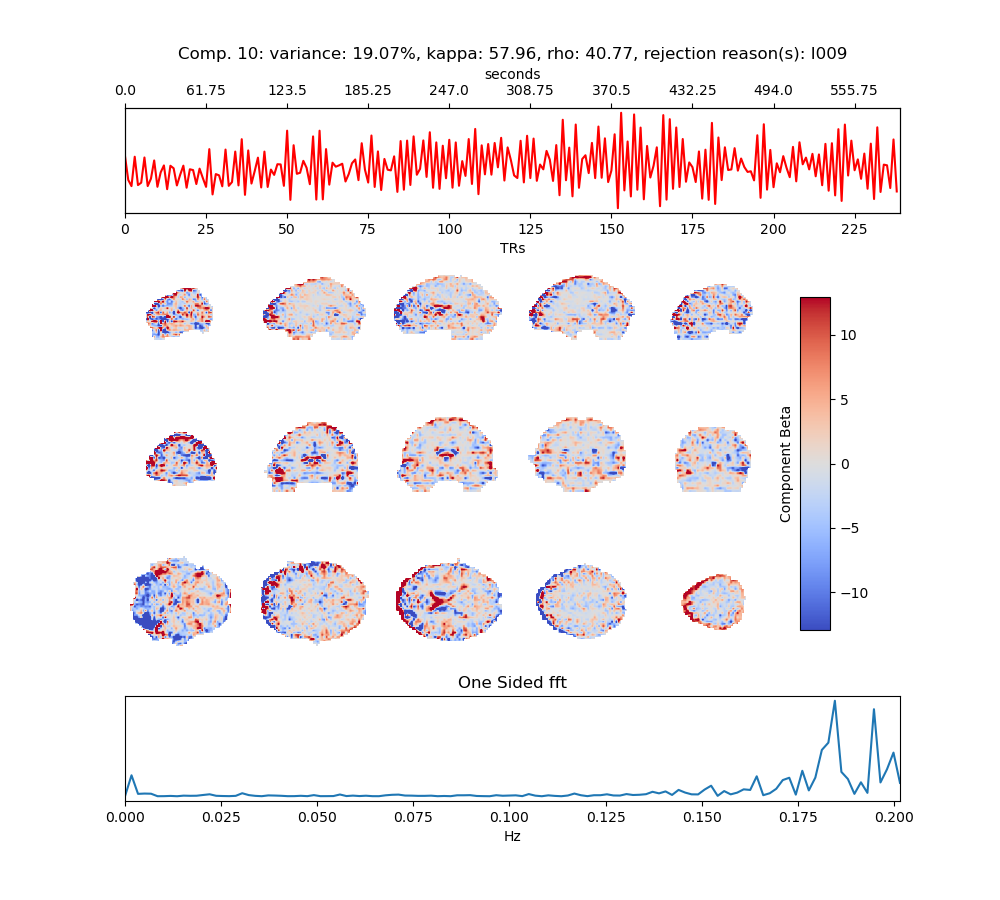 Comp. 10: variance: 19.07%, kappa: 57.96, rho: 40.77, rejection reason(s): I009
seconds
0.0 61.75 123.5 185.25 247.0 308.75 370.5 432.25 494.0 555.75
0 25 50 75 100 125 150 175 200 225
TRs
10
5
0
−5
−10
Component Beta
One Sided fft
0.000 0.025 0.050 0.075 0.100 0.125 0.150 0.175 0.200
Hz